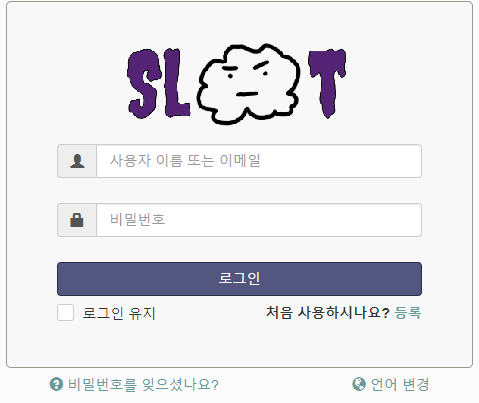 SLOT
사용자 이름 또는 이메일
비밀번호
로그인
로그인 유지 처음 사용하시나요? 등록
비밀번호를 잊으셨나요? 언어 변경